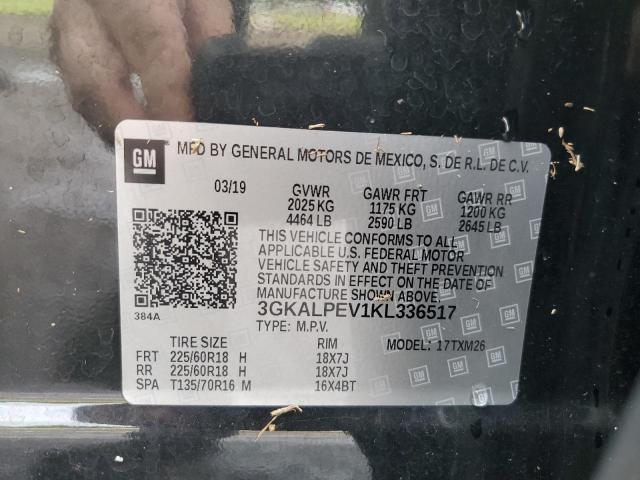 GM MFD BY GENERAL MOTORS DE MEXICO, S. DE R.L. DE C.V.
03/19 GVWR GAWR FRT GAWR RR
2025 KG 1175 KG 1200 KG
4464 LB 2590 LB 2645 LB
THIS VEHICLE CONFORMS TO ALL
APPLICABLE U.S. FEDERAL MOTOR
VEHICLE SAFETY AND THEFT PREVENTION
STANDARDS IN EFFECT ON THE DATE OF
MANUFACTURE SHOWN ABOVE.
384A 3GKALPEV1KL336517
TYPE: M.P.V. MODEL: 17TXM26
TIRE SIZE RIM
FRT 225/60R18 H 18X7J
RR 225/60R18 H 18X7J
SPA T135/70R16 M 16X4BT